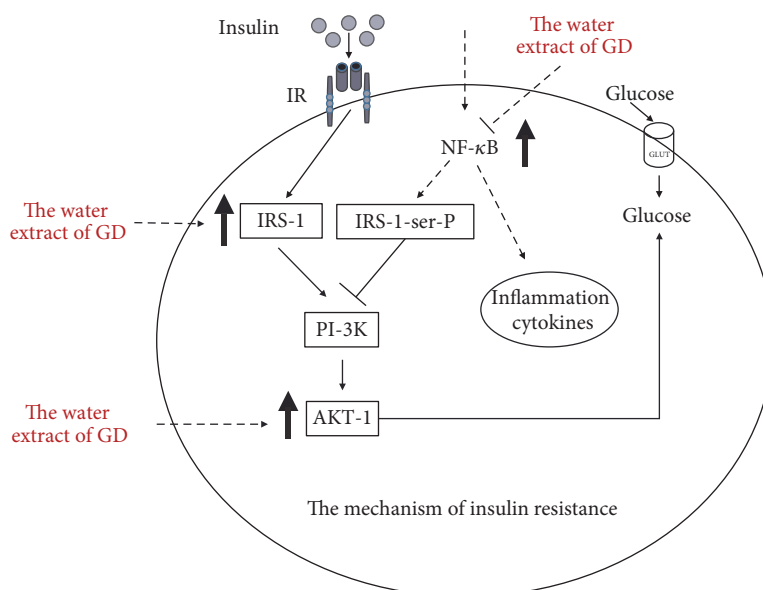 Insulin
The water
extract of GD
IR
Glucose
GLUT
NF-κB
The water
extract of GD
IRS-1
IRS-1-ser-P
Glucose
Inflammation
cytokines
PI-3K
The water
extract of GD
AKT-1
The mechanism of insulin resistance